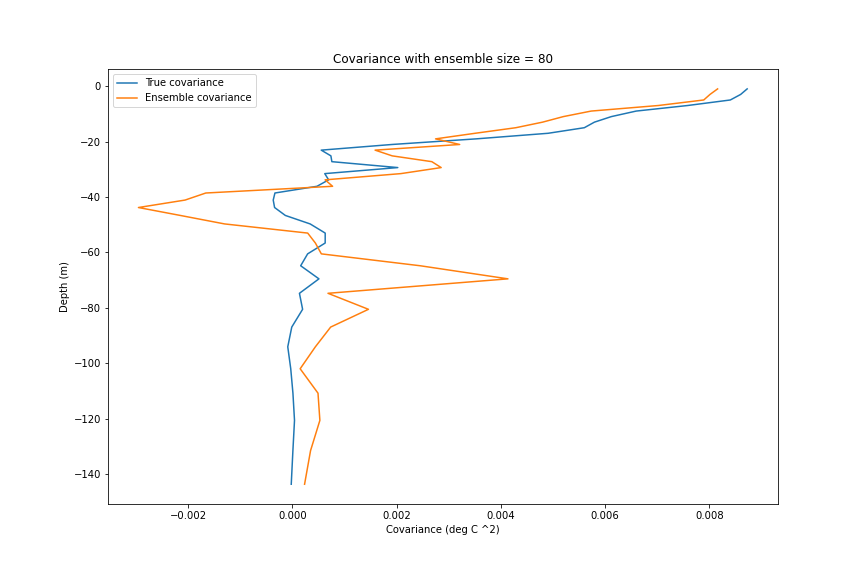 Covariance with ensemble size = 80
True covariance
Ensemble covariance
0
−20
−40
−60
−80
−100
−120
−140
Depth (m)
−0.002
0.000
0.002
0.004
0.006
0.008
Covariance (deg C ^2)